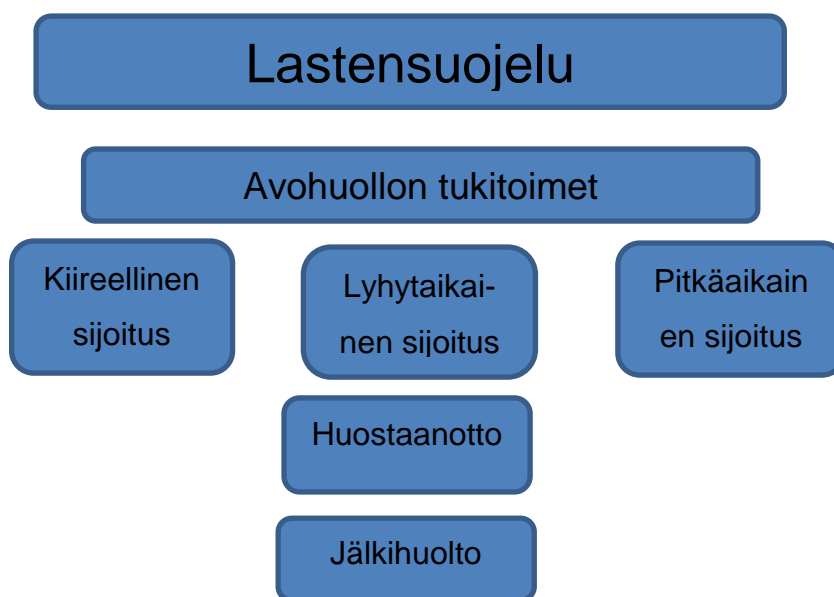 Lastensuojelu
Avohuollon tukitoimet
Kiireellinen
sijoitus
Lyhytaikai-
nen sijoitus
Pitkäaikain
en sijoitus
Huostaanotto
Jälkihuolto